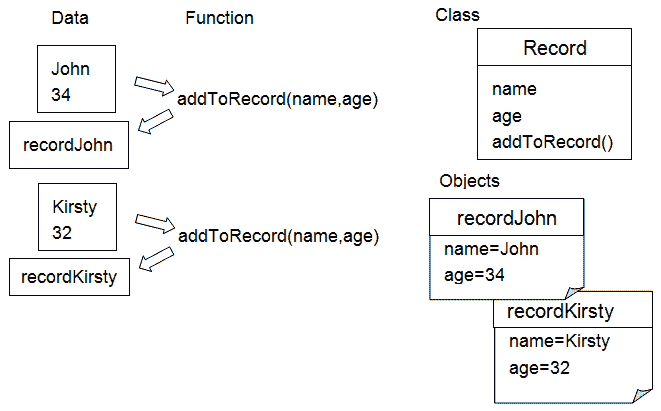 Data
Function
John
34
addToRecord(name,age)
recordJohn
Kirsty
32
addToRecord(name,age)
recordKirsty
Class
Record
name
age
addToRecord()
Objects
recordJohn
name=John
age=34
recordKirsty
name=Kirsty
age=32